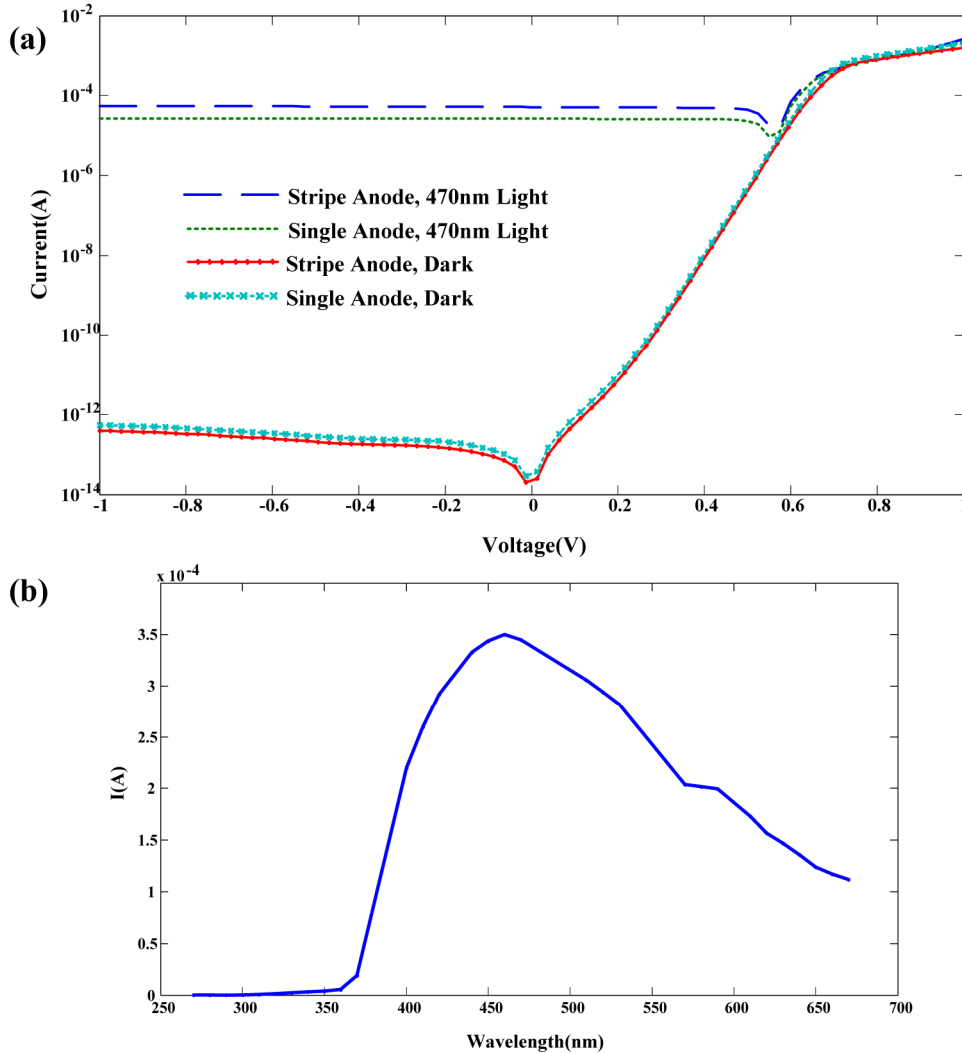 (a)
10^-2
10^-4
10^-6
10^-8
10^-10
10^-12
10^-14
Current(A)
Stripe Anode, 470nm Light
Single Anode, 470nm Light
Stripe Anode, Dark
Single Anode, Dark
-1 -0.8 -0.6 -0.4 -0.2 0 0.2 0.4 0.6 0.8
Voltage(V)
(b)
x 10^-4
3.5
3
2.5
2
1.5
1
0.5
0
I(A)
250 250 300 350 400 450 500 550 600 650 700
Wavelength(nm)